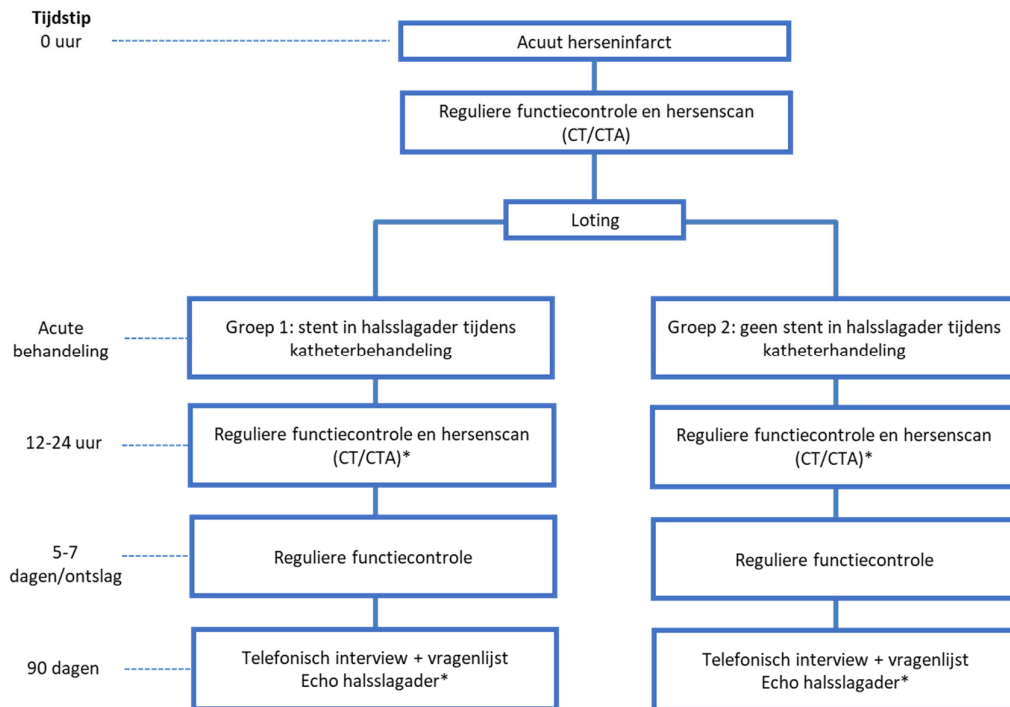 Tijdstip
0 uur
Acuut herseninfarct
Reguliere functiecontrole en hersenscan
(CT/CTA)
Loting
Acute
behandeling
Groep 1: stent in halsslagader tijdens
katheterbehandeling
Groep 2: geen stent in halsslagader tijdens
katheterhandeling
12-24 uur
Reguliere functiecontrole en hersenscan
(CT/CTA)*
Reguliere functiecontrole en hersenscan
(CT/CTA)*
5-7
dagen/ontslag
Reguliere functiecontrole
Reguliere functiecontrole
90 dagen
Telefonisch interview + vragenlijst
Echo halsslagader*
Telefonisch interview + vragenlijst
Echo halsslagader*